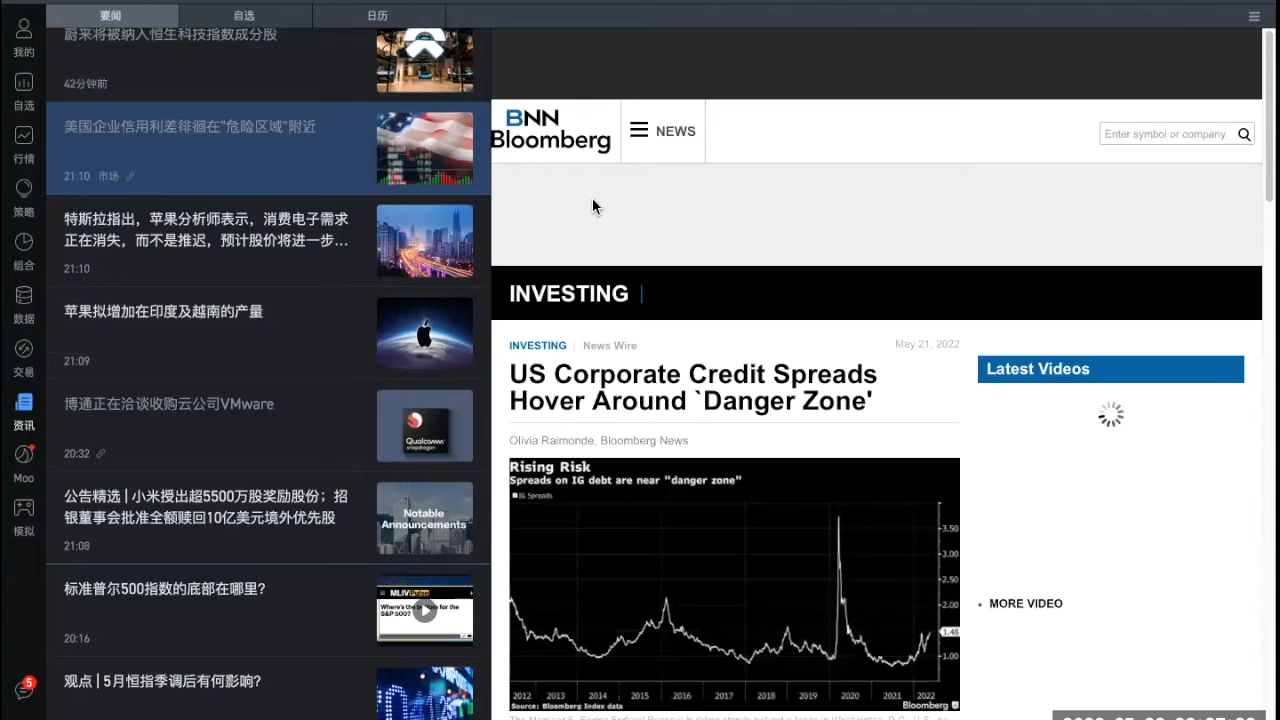 要闻
自选
日历
我的
自选
行情
策略
组合
数据
交易
资讯
Moo
模拟
5
蔚来将被纳入恒生科技指数成分股
42分钟前
美国企业信用利差徘徊在"危险区域"附近
21:10 市场
特斯拉指出，苹果分析师表示，消费电子需求
正在消失，而不是推迟，预计股价将进一步...
21:10
苹果拟增加在印度及越南的产量
21:09
博通正洽谈收购云公司VMware
20:32
Qualcomm
snapdragon
公告精选 | 小米授出超5500万股奖励股份；招
银董事会批准全额赎回10亿美元境外优先股
21:08
Notable
Announcements
标准普尔500指数的底部在哪里?
20:16
MLIV Pulse
Where's the bottom for the
S&P 500?
观点 | 5月恒指季调后有何影响?
BNN
Bloomberg
NEWS
Enter symbol or company
INVESTING
INVESTING | News Wire
May 21, 2022
US Corporate Credit Spreads
Hover Around `Danger Zone'
Olivia Raimonde, Bloomberg News
Rising Risk
Spreads on IG debt are near "danger zone"
IG Spreads
3.50
3.00
2.50
2.00
1.48
1.00
2012 2013 2014 2015 2016 2017 2018 2019 2020 2021 2022
Source: Bloomberg Index data
Bloomberg
Latest Videos
MORE VIDEO